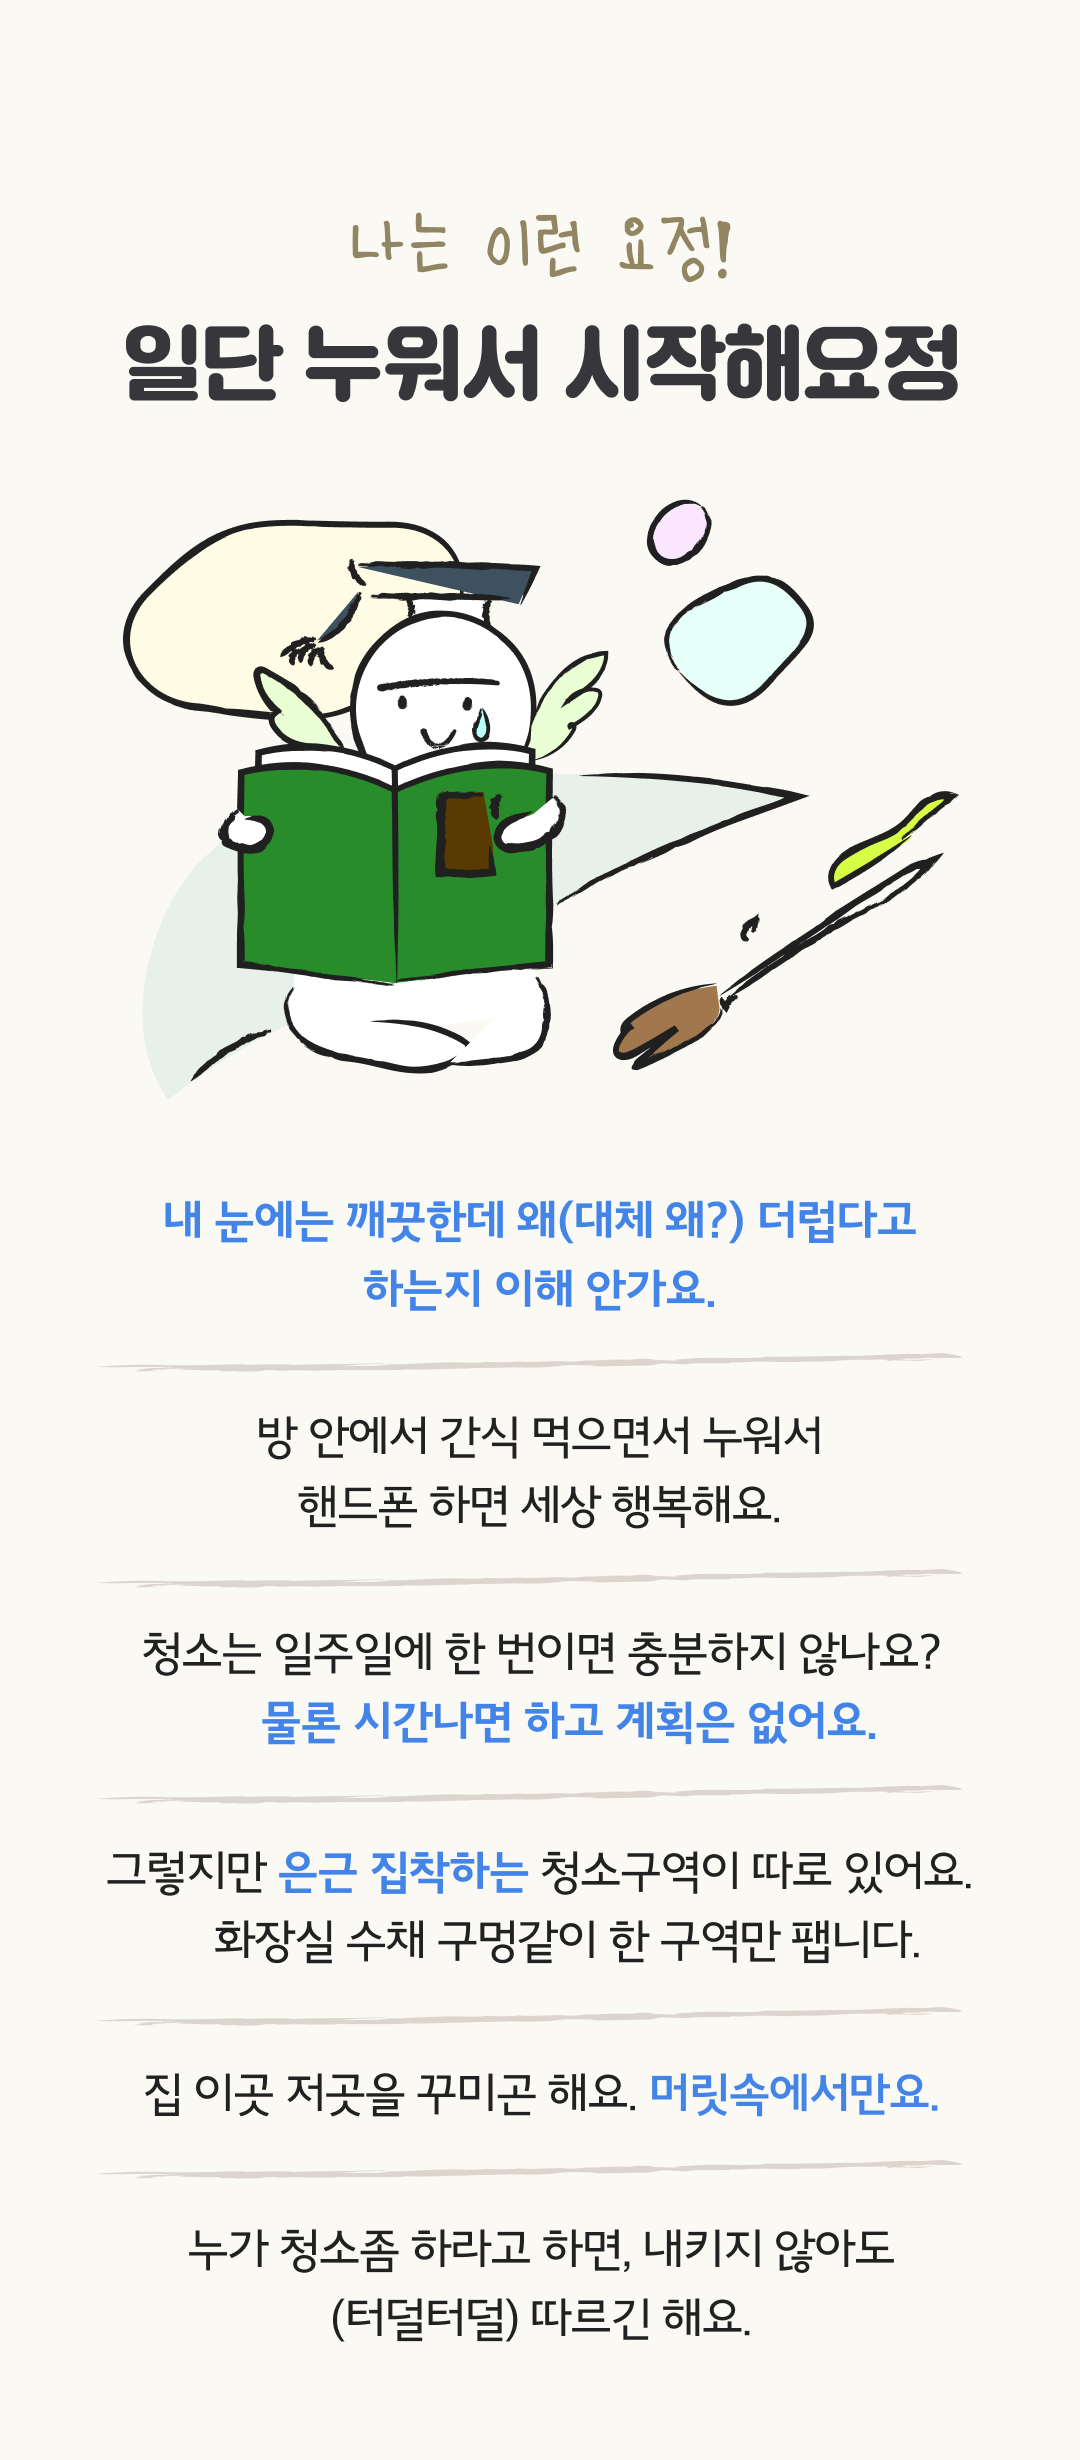 나는 이런 요정!
일단 누워서 시작해요정
내 눈에는 깨끗한데 왜(대체 왜?) 더럽다고
하는지 이해 안가요.
방 안에서 간식 먹으면서 누워서
핸드폰 하면 세상 행복해요.
청소는 일주일에 한 번이면 충분하지 않나요?
물론 시간나면 하고 계획은 없어요.
그렇지만 은근 집착하는 청소구역이 따로 있어요.
화장실 수채 구멍같이 한 구역만 팹니다.
집 이곳 저곳을 꾸미곤 해요. 머릿속에서만요.
누가 청소좀 하라고 하면, 내키지 않아도
(터덜터덜) 따르긴 해요.